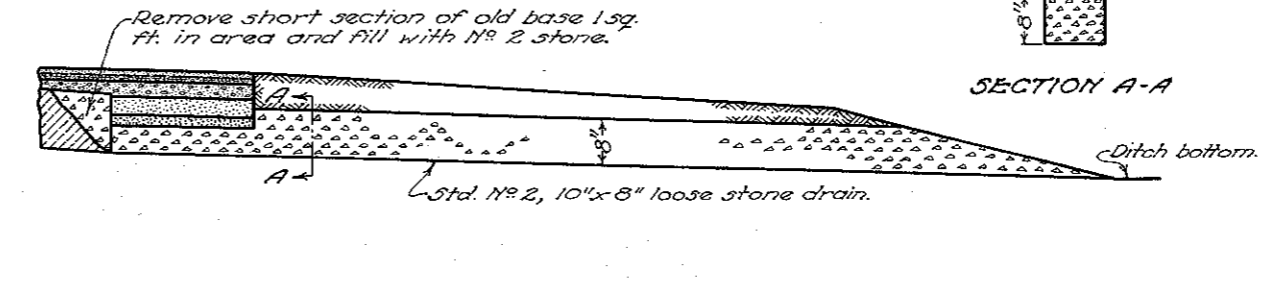 Remove short section of old base 1 sq.
ft. in area and fill with Nº 2 stone.
8"
SECTION A-A
A
8"
A
Ditch bottom.
Std. Nº 2, 10"x 8" loose stone drain.